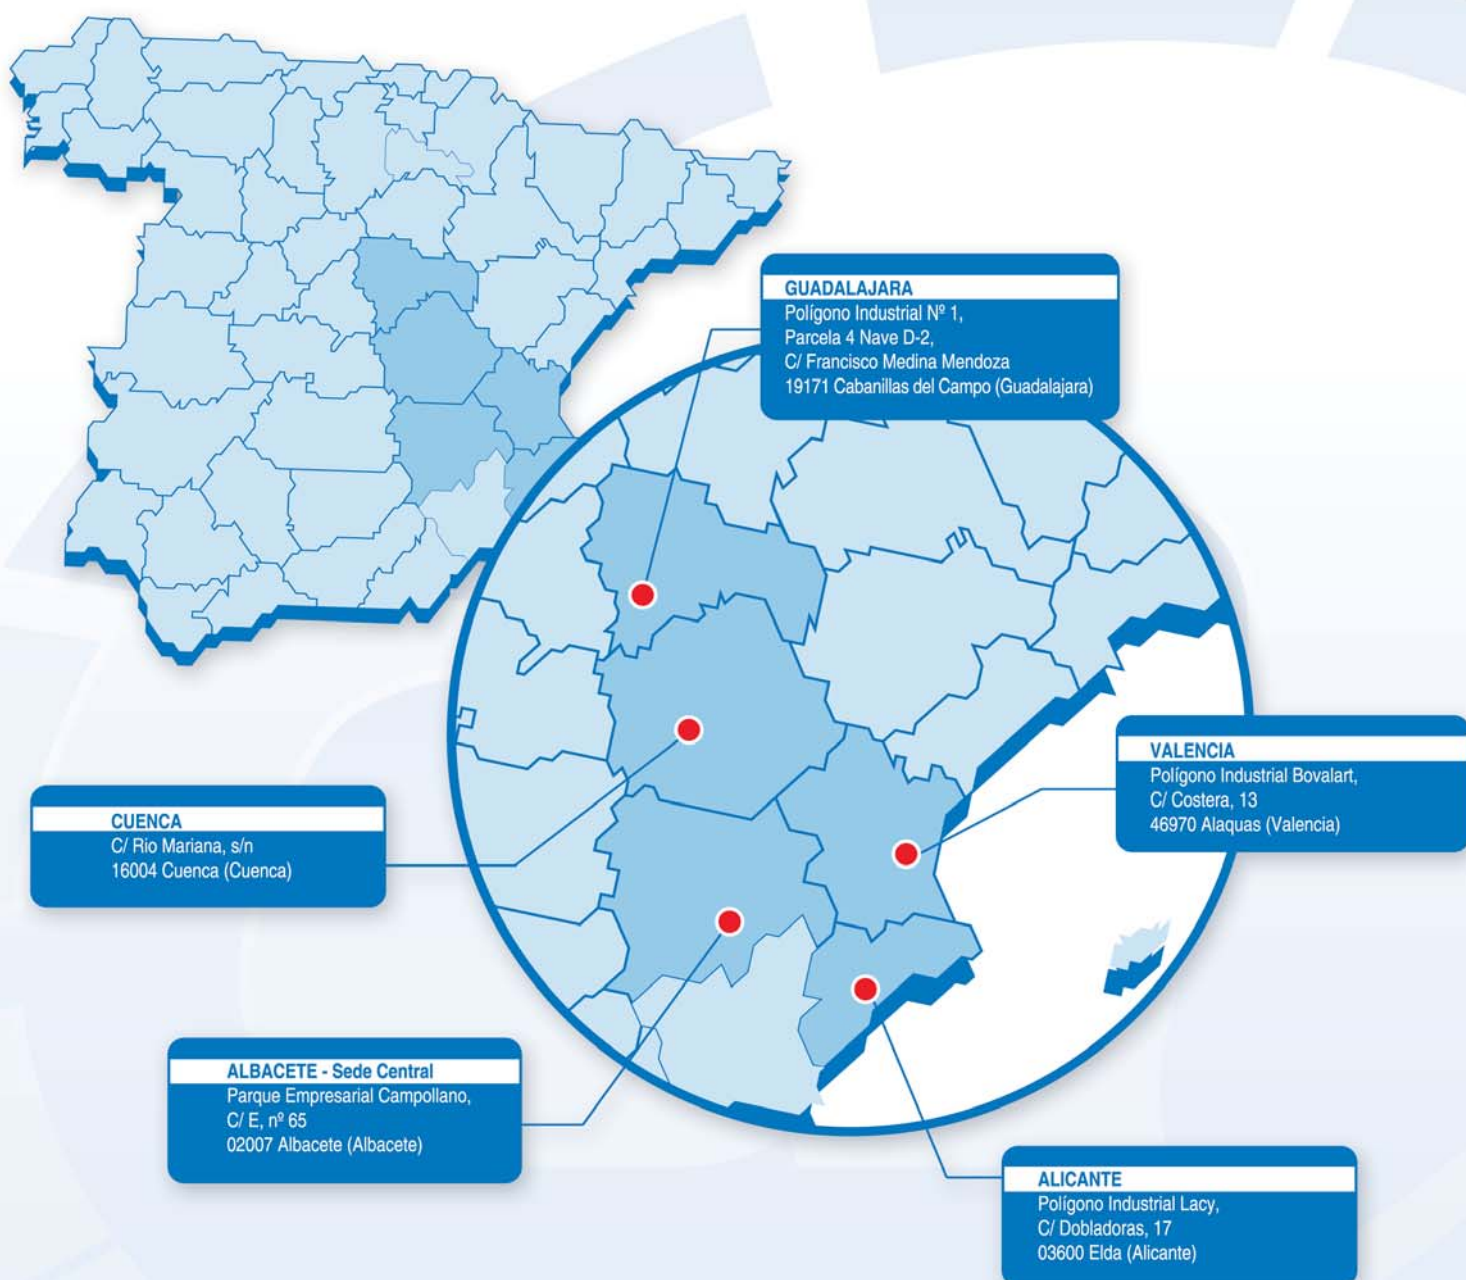 GUADALAJARA
Polígono Industrial Nº 1,
Parcela 4 Nave D-2,
C/ Francisco Medina Mendoza
19171 Cabanillas del Campo (Guadalajara)
VALENCIA
Polígono Industrial Bovalart,
C/ Costera, 13
46970 Alaquas (Valencia)
CUENCA
C/ Rio Mariana, s/n
16004 Cuenca (Cuenca)
ALBACETE - Sede Central
Parque Empresarial Campollano,
C/ E, nº 65
02007 Albacete (Albacete)
ALICANTE
Polígono Industrial Lacy,
C/ Dobladoras, 17
03600 Elda (Alicante)